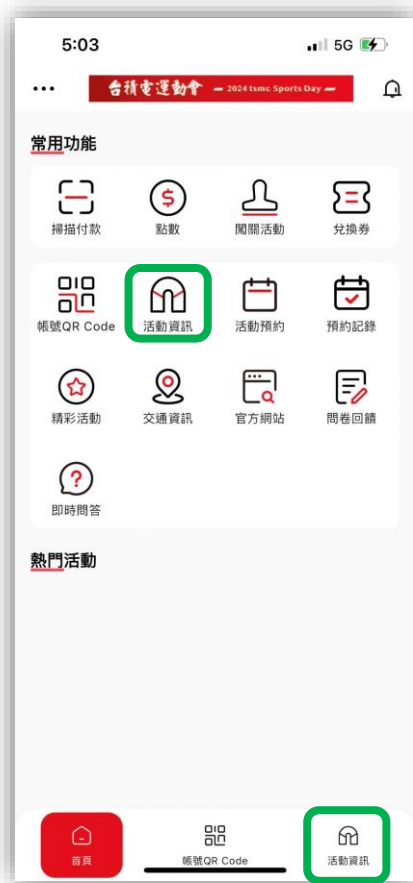 5:03 5G
台積電運動會 2024 tsmc Sports Day
常用功能
掃描付款 點數 闖關活動 兌換券
帳號QR Code 活動資訊 活動預約 預約記錄
精彩活動 交通資訊 官方網站 問卷回饋
即時問答
熱門活動
首頁 帳號QR Code 活動資訊